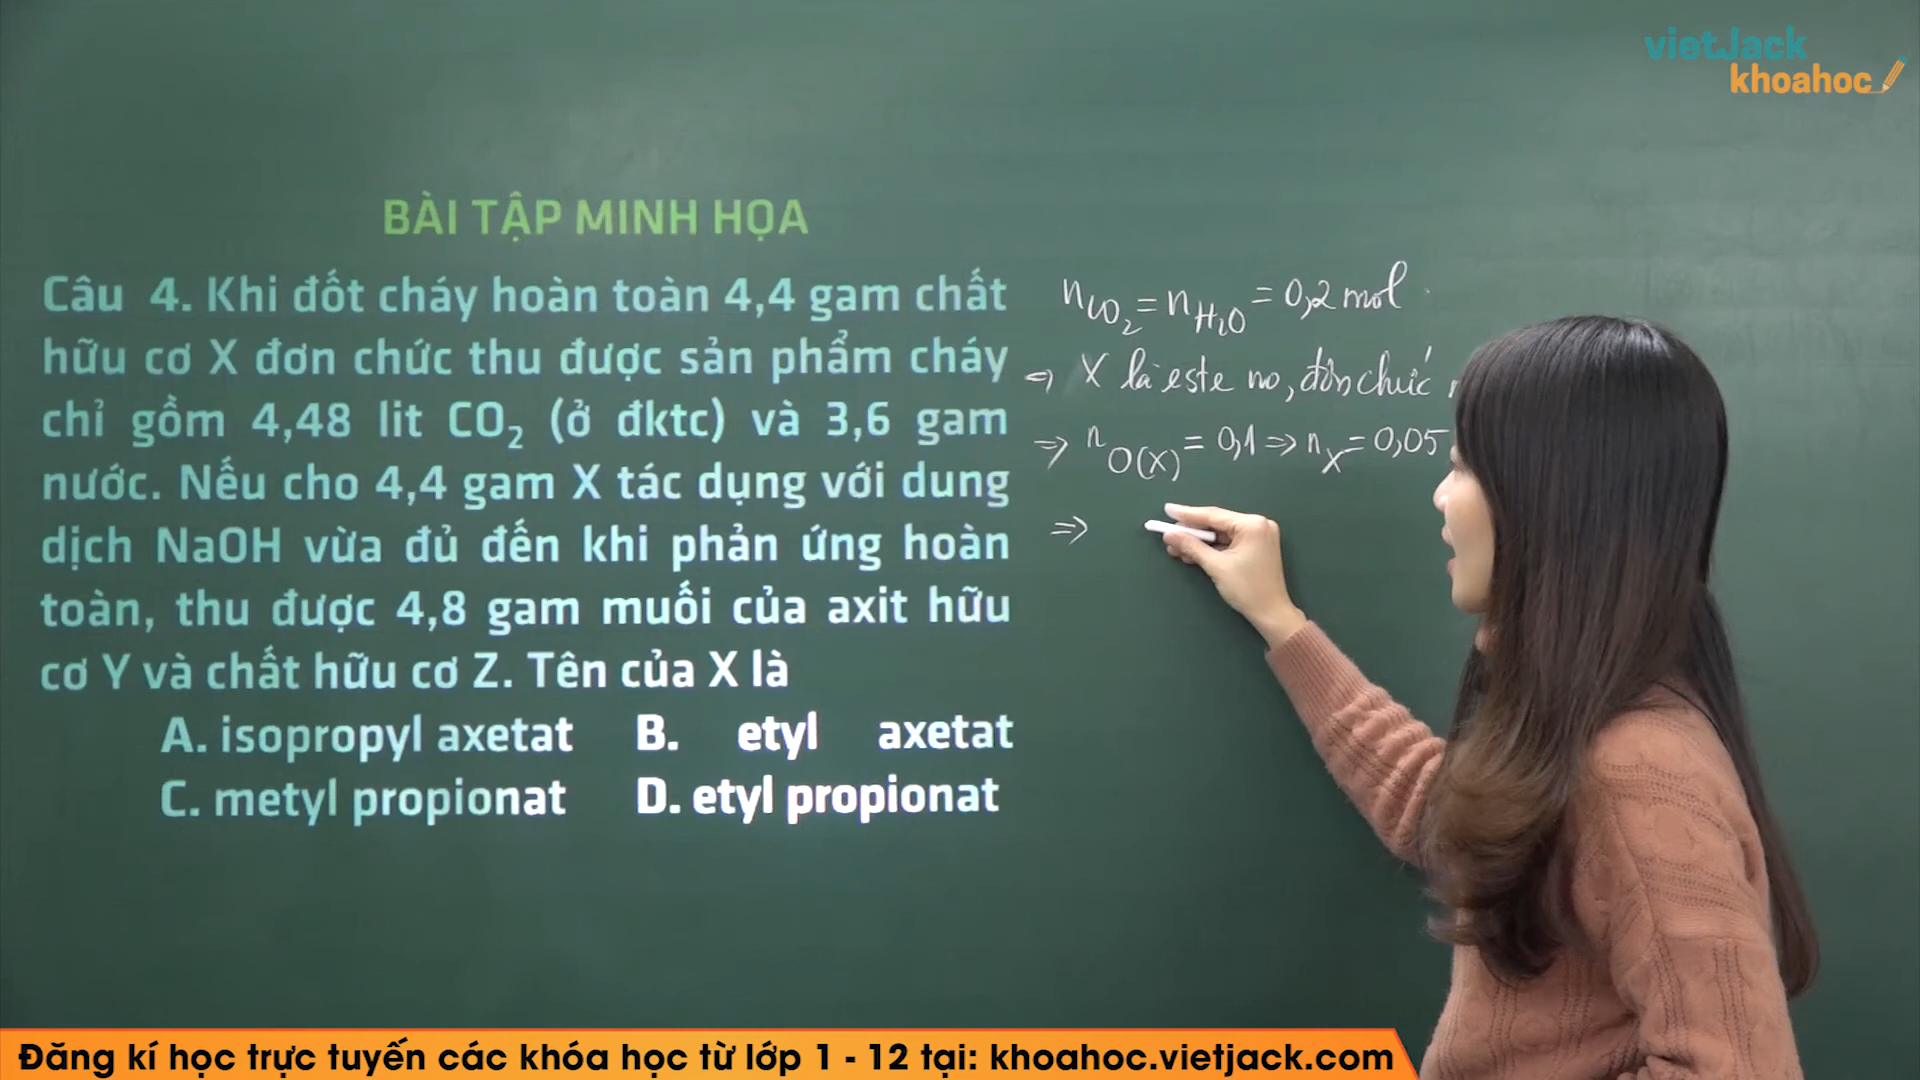 vietJack
khoahoc
BÀI TẬP MINH HỌA
Câu 4. Khi đốt cháy hoàn toàn 4,4 gam chất
hữu cơ X đơn chức thu được sản phẩm cháy
chỉ gồm 4,48 lit CO₂ (ở đktc) và 3,6 gam
nước. Nếu cho 4,4 gam X tác dụng với dung
dịch NaOH vừa đủ đến khi phản ứng hoàn
toàn, thu được 4,8 gam muối của axit hữu
cơ Y và chất hữu cơ Z. Tên của X là
A. isopropyl axetat B. etyl axetat
C. metyl propionat D. etyl propionat
n CO₂ = n H₂O = 0,2 mol
⇒ X là este no, đơn chức
⇒ n O(X) = 0,1 ⇒ n X = 0,05
⇒
Đăng kí học trực tuyến các khóa học từ lớp 1 - 12 tại: khoahoc.vietjack.com